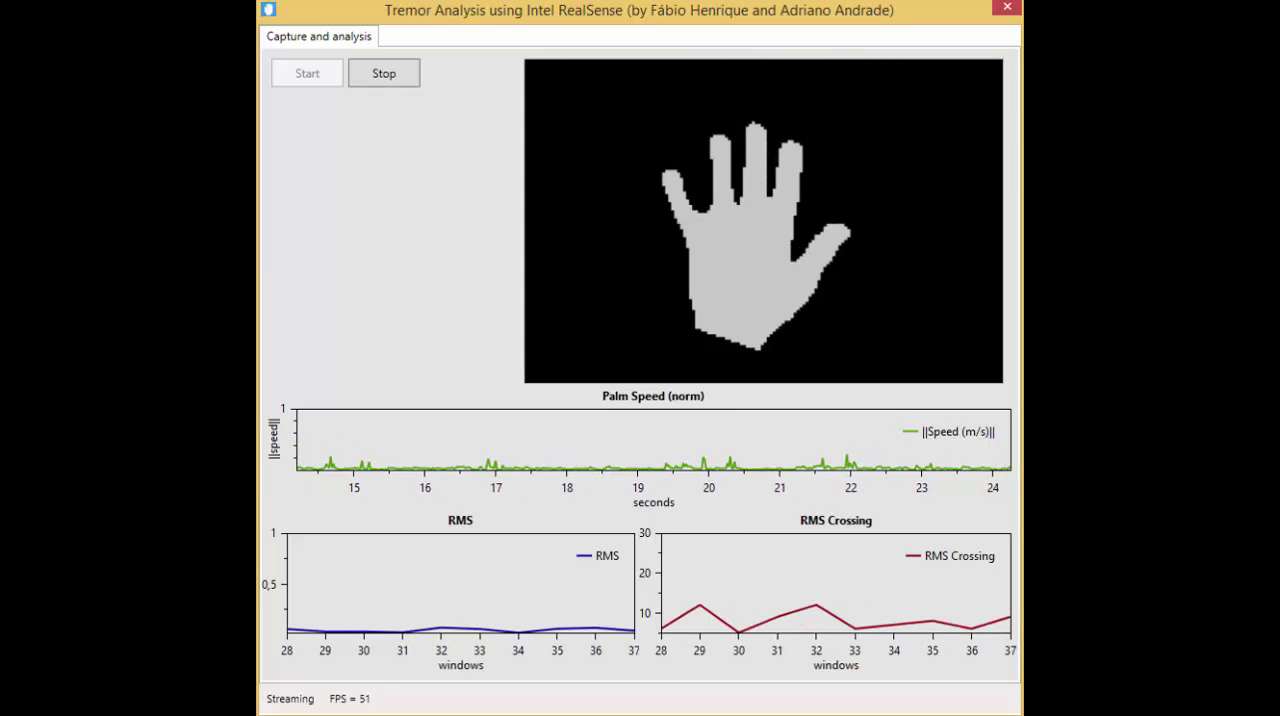 Tremor Analysis using Intel RealSense (by Fábio Henrique and Adriano Andrade)
Capture and analysis
Start Stop
Palm Speed (norm)
1
||speed||
||Speed (m/s)||
15 16 17 18 19 20 21 22 23 24
seconds
RMS
1
0,5
RMS
28 29 30 31 32 33 34 35 36 37
windows
RMS Crossing
30
20
10
RMS Crossing
28 29 30 31 32 33 34 35 36 37
windows
Streaming FPS = 51